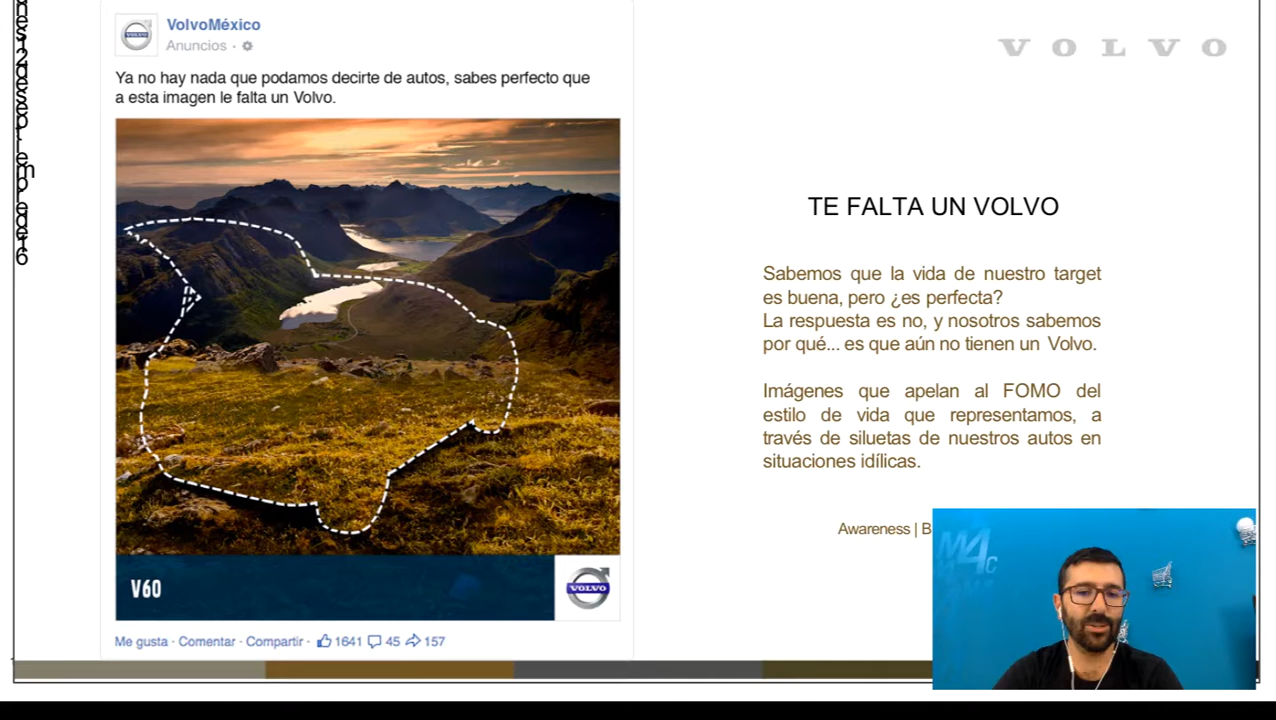 VolvoMéxico
Anuncios ·
Ya no hay nada que podamos decirte de autos, sabes perfecto que
a esta imagen le falta un Volvo.
V60
VOLVO
Me gusta · Comentar · Compartir · 1641 45 157
VOLVO
TE FALTA UN VOLVO
Sabemos que la vida de nuestro target
es buena, pero ¿es perfecta?
La respuesta es no, y nosotros sabemos
por qué... es que aún no tienen un Volvo.
Imágenes que apelan al FOMO del
estilo de vida que representamos, a
través de siluetas de nuestros autos en
situaciones idílicas.
Awareness | B